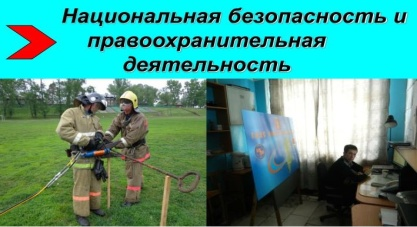 Национальная безопасность и
правоохранительная
деятельность